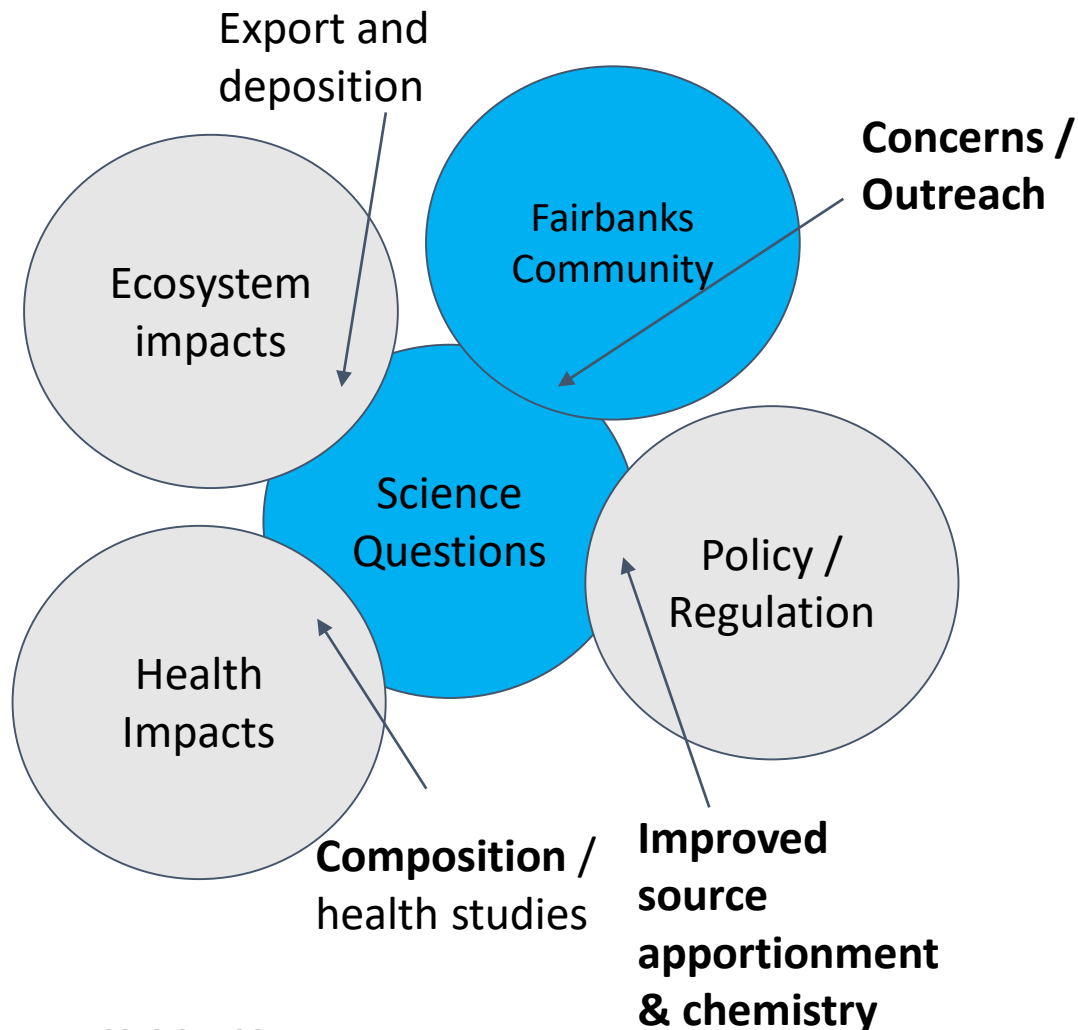 Export and
deposition
Concerns /
Outreach
Fairbanks
Community
Ecosystem
impacts
Science
Questions
Policy /
Regulation
Health
Impacts
Composition /
health studies
Improved
source
apportionment
& chemistry